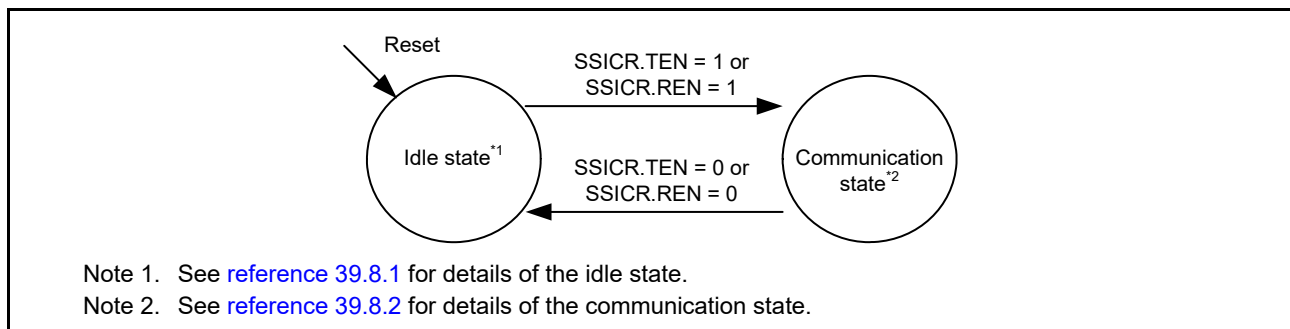 Reset
SSICR.TEN = 1 or
SSICR.REN = 1
Idle state*1
Communication
state*2
SSICR.TEN = 0 or
SSICR.REN = 0
Note 1. See reference 39.8.1 for details of the idle state.
Note 2. See reference 39.8.2 for details of the communication state.